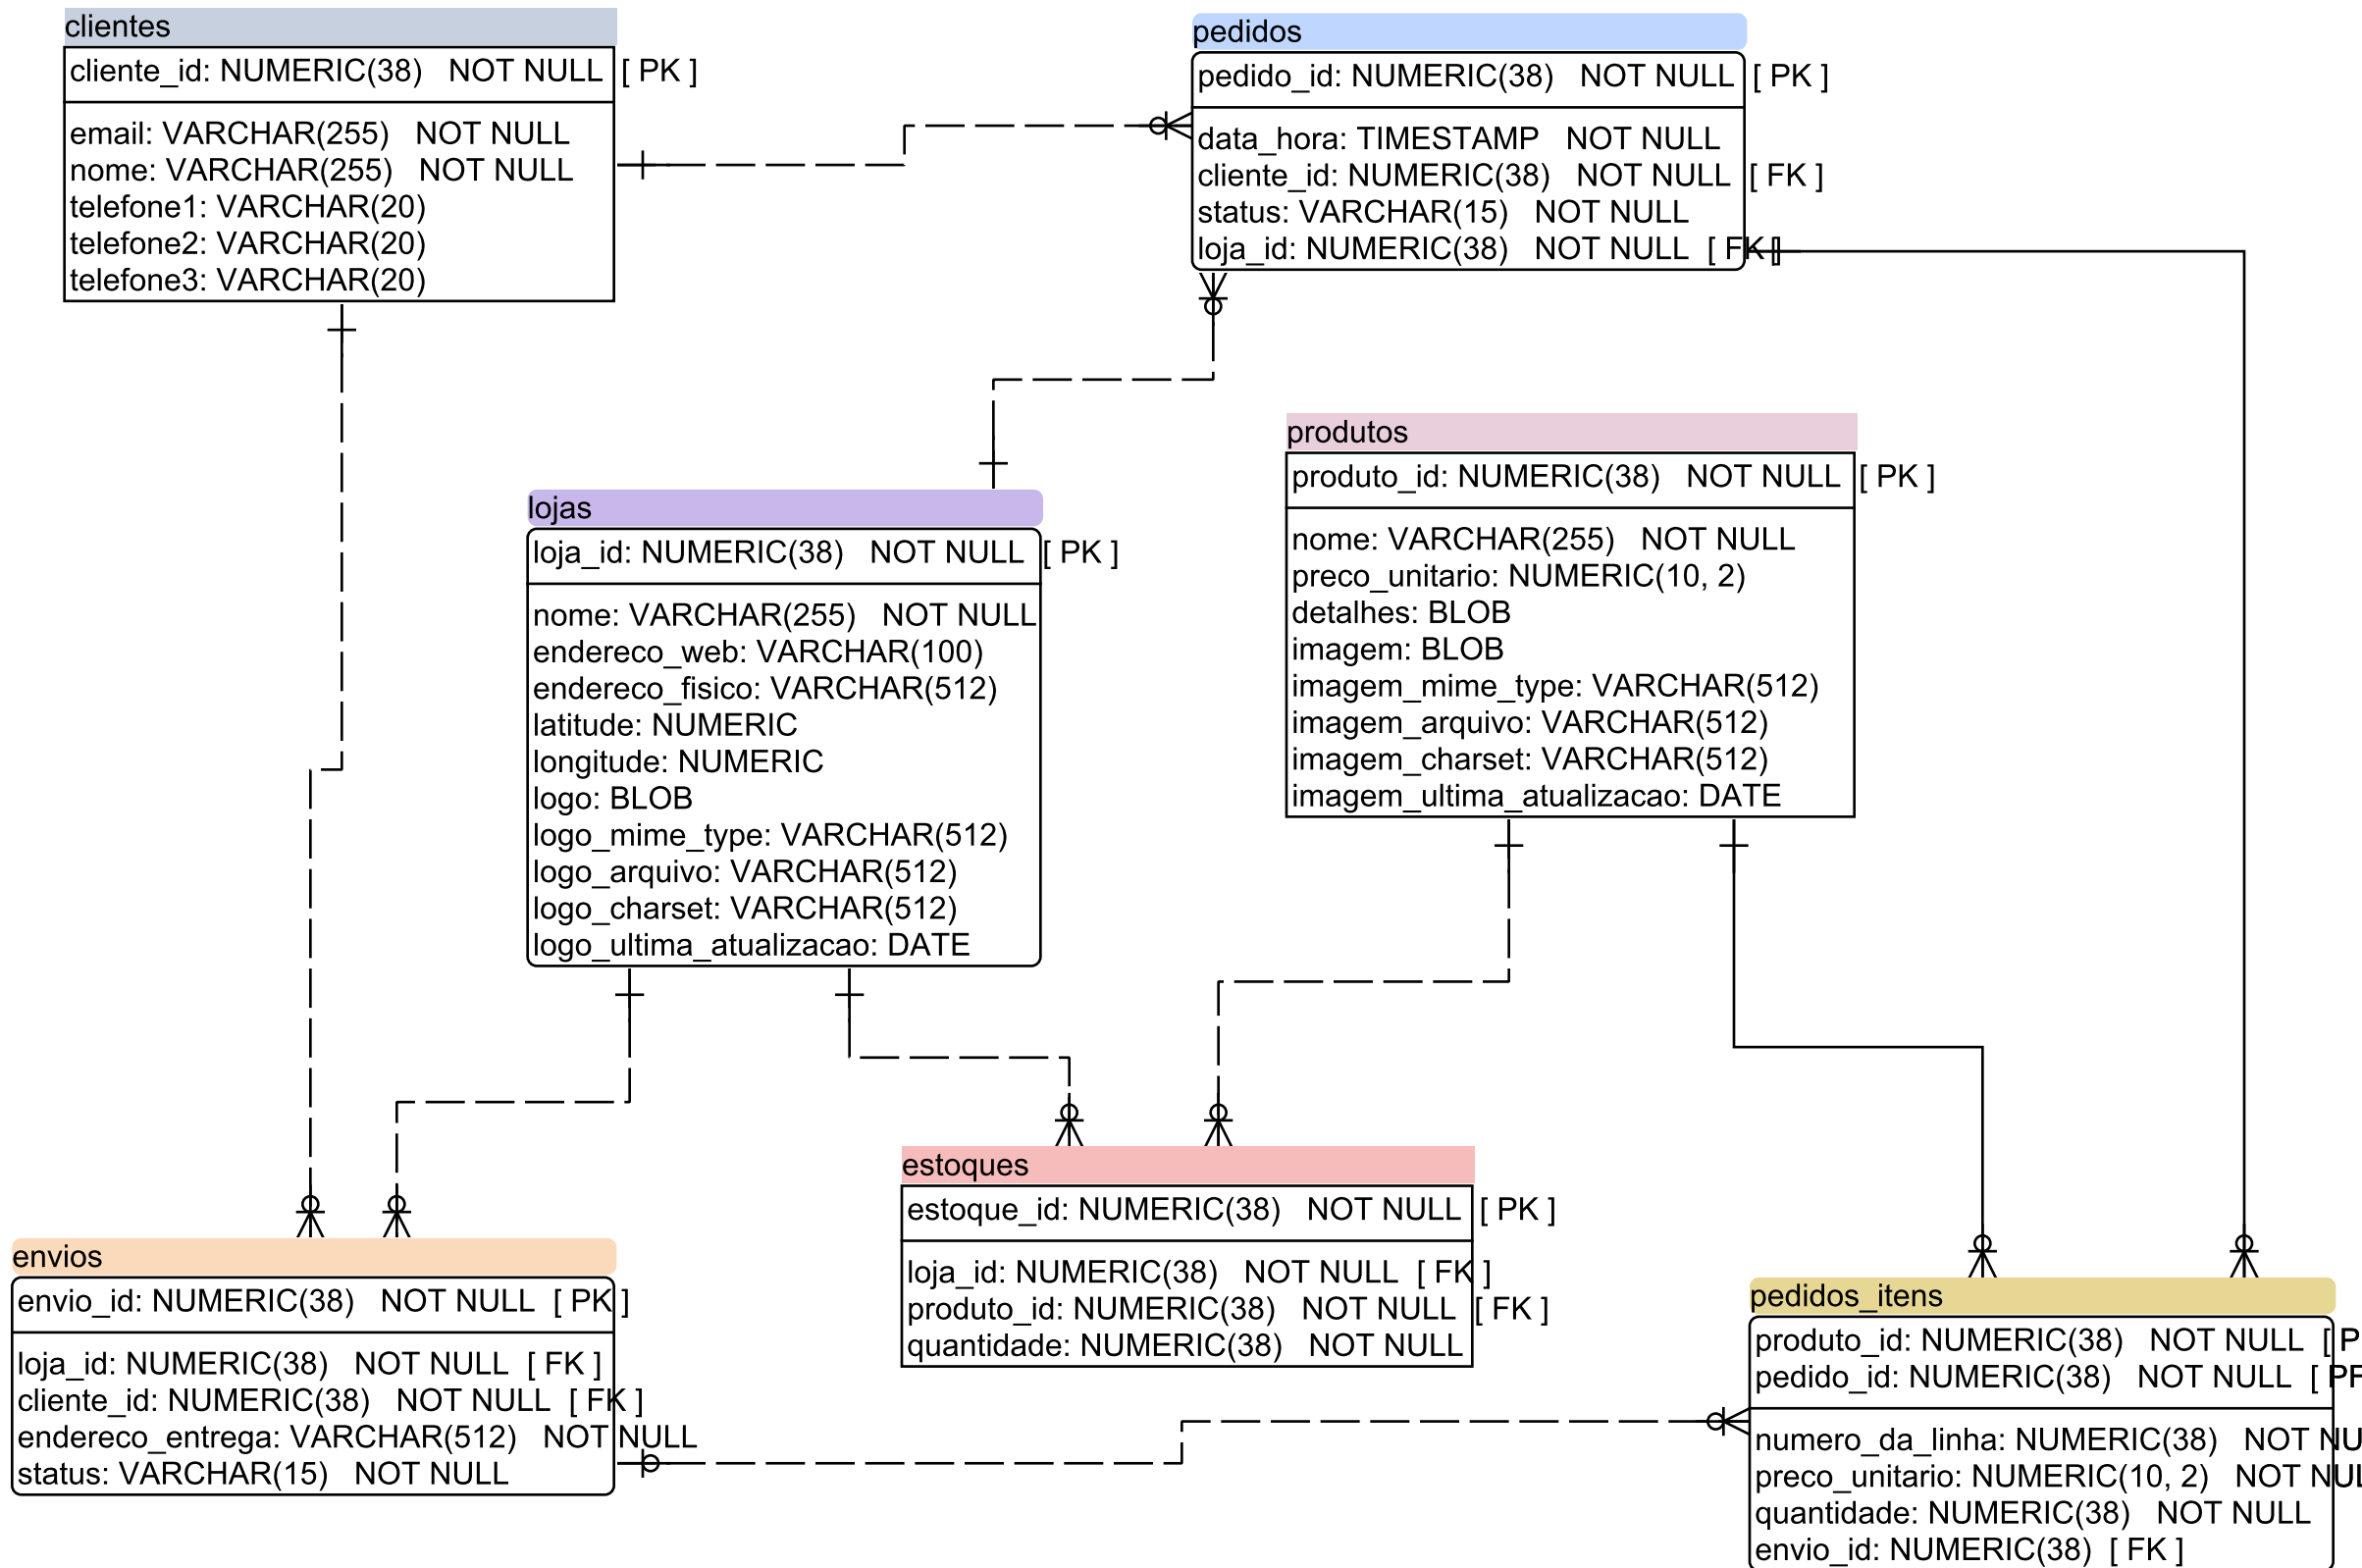 clientes
cliente_id: NUMERIC(38) NOT NULL [ PK ]
email: VARCHAR(255) NOT NULL
nome: VARCHAR(255) NOT NULL
telefone1: VARCHAR(20)
telefone2: VARCHAR(20)
telefone3: VARCHAR(20)
pedidos
pedido_id: NUMERIC(38) NOT NULL [ PK ]
data_hora: TIMESTAMP NOT NULL
cliente_id: NUMERIC(38) NOT NULL [ FK ]
status: VARCHAR(15) NOT NULL
loja_id: NUMERIC(38) NOT NULL [ FK ]
produtos
produto_id: NUMERIC(38) NOT NULL [ PK ]
nome: VARCHAR(255) NOT NULL
preco_unitario: NUMERIC(10, 2)
detalhes: BLOB
imagem: BLOB
imagem_mime_type: VARCHAR(512)
imagem_arquivo: VARCHAR(512)
imagem_charset: VARCHAR(512)
imagem_ultima_atualizacao: DATE
lojas
loja_id: NUMERIC(38) NOT NULL [ PK ]
nome: VARCHAR(255) NOT NULL
endereco_web: VARCHAR(100)
endereco_fisico: VARCHAR(512)
latitude: NUMERIC
longitude: NUMERIC
logo: BLOB
logo_mime_type: VARCHAR(512)
logo_arquivo: VARCHAR(512)
logo_charset: VARCHAR(512)
logo_ultima_atualizacao: DATE
estoques
estoque_id: NUMERIC(38) NOT NULL [ PK ]
loja_id: NUMERIC(38) NOT NULL [ FK ]
produto_id: NUMERIC(38) NOT NULL [ FK ]
quantidade: NUMERIC(38) NOT NULL
envios
envio_id: NUMERIC(38) NOT NULL [ PK ]
loja_id: NUMERIC(38) NOT NULL [ FK ]
cliente_id: NUMERIC(38) NOT NULL [ FK ]
endereco_entrega: VARCHAR(512) NOT NULL
status: VARCHAR(15) NOT NULL
pedidos_itens
produto_id: NUMERIC(38) NOT NULL [ P
pedido_id: NUMERIC(38) NOT NULL [ PF
numero_da_linha: NUMERIC(38) NOT NU
preco_unitario: NUMERIC(10, 2) NOT NUL
quantidade: NUMERIC(38) NOT NULL
envio_id: NUMERIC(38) [ FK ]